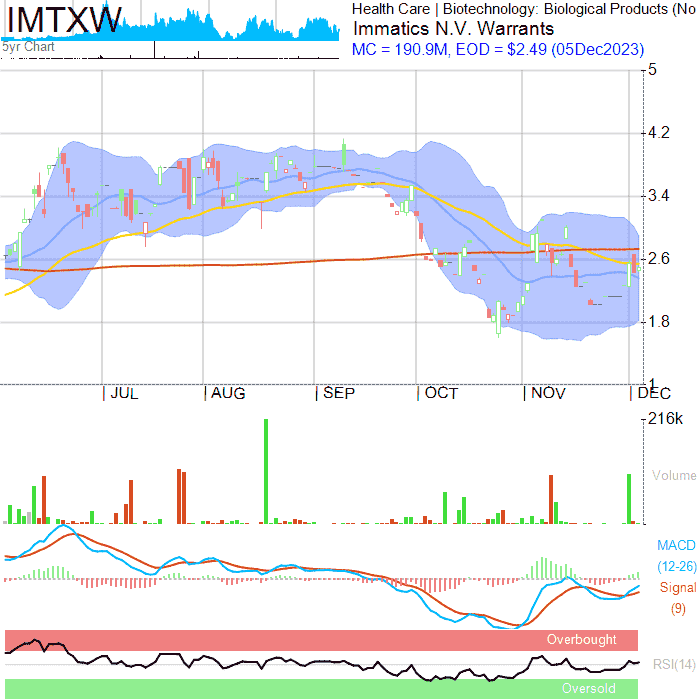 IMTXW
5yr Chart
Health Care | Biotechnology: Biological Products (No
Immatics N.V. Warrants
MC = 190.9M, EOD = $2.49 (05Dec2023)
5
4.2
3.4
2.6
1.8
1
JUL AUG SEP OCT NOV DEC
216k
Volume
MACD
(12-26)
Signal
(9)
Overbought
RSI(14)
Oversold